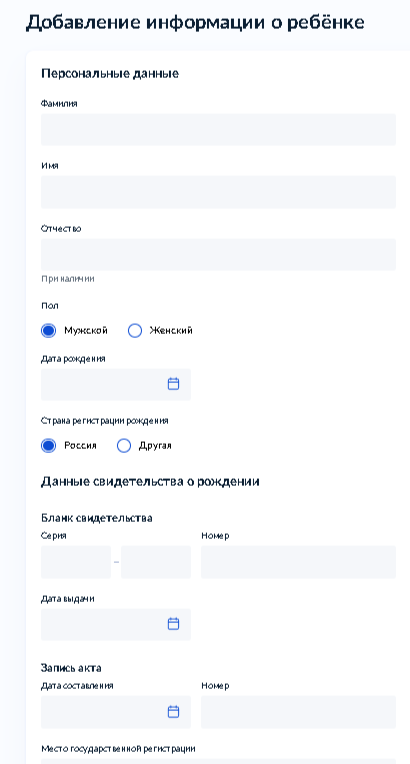 Добавление информации о ребёнке
Персональные данные
Фамилия
Имя
Отчество
При наличии
Пол
Мужской Женский
Дата рождения
Страна регистрации рождения
Россия Другая
Данные свидетельства о рождении
Бланк свидетельства
Серия Номер
–
Дата выдачи
Запись акта
Дата составления Номер
Место государственной регистрации